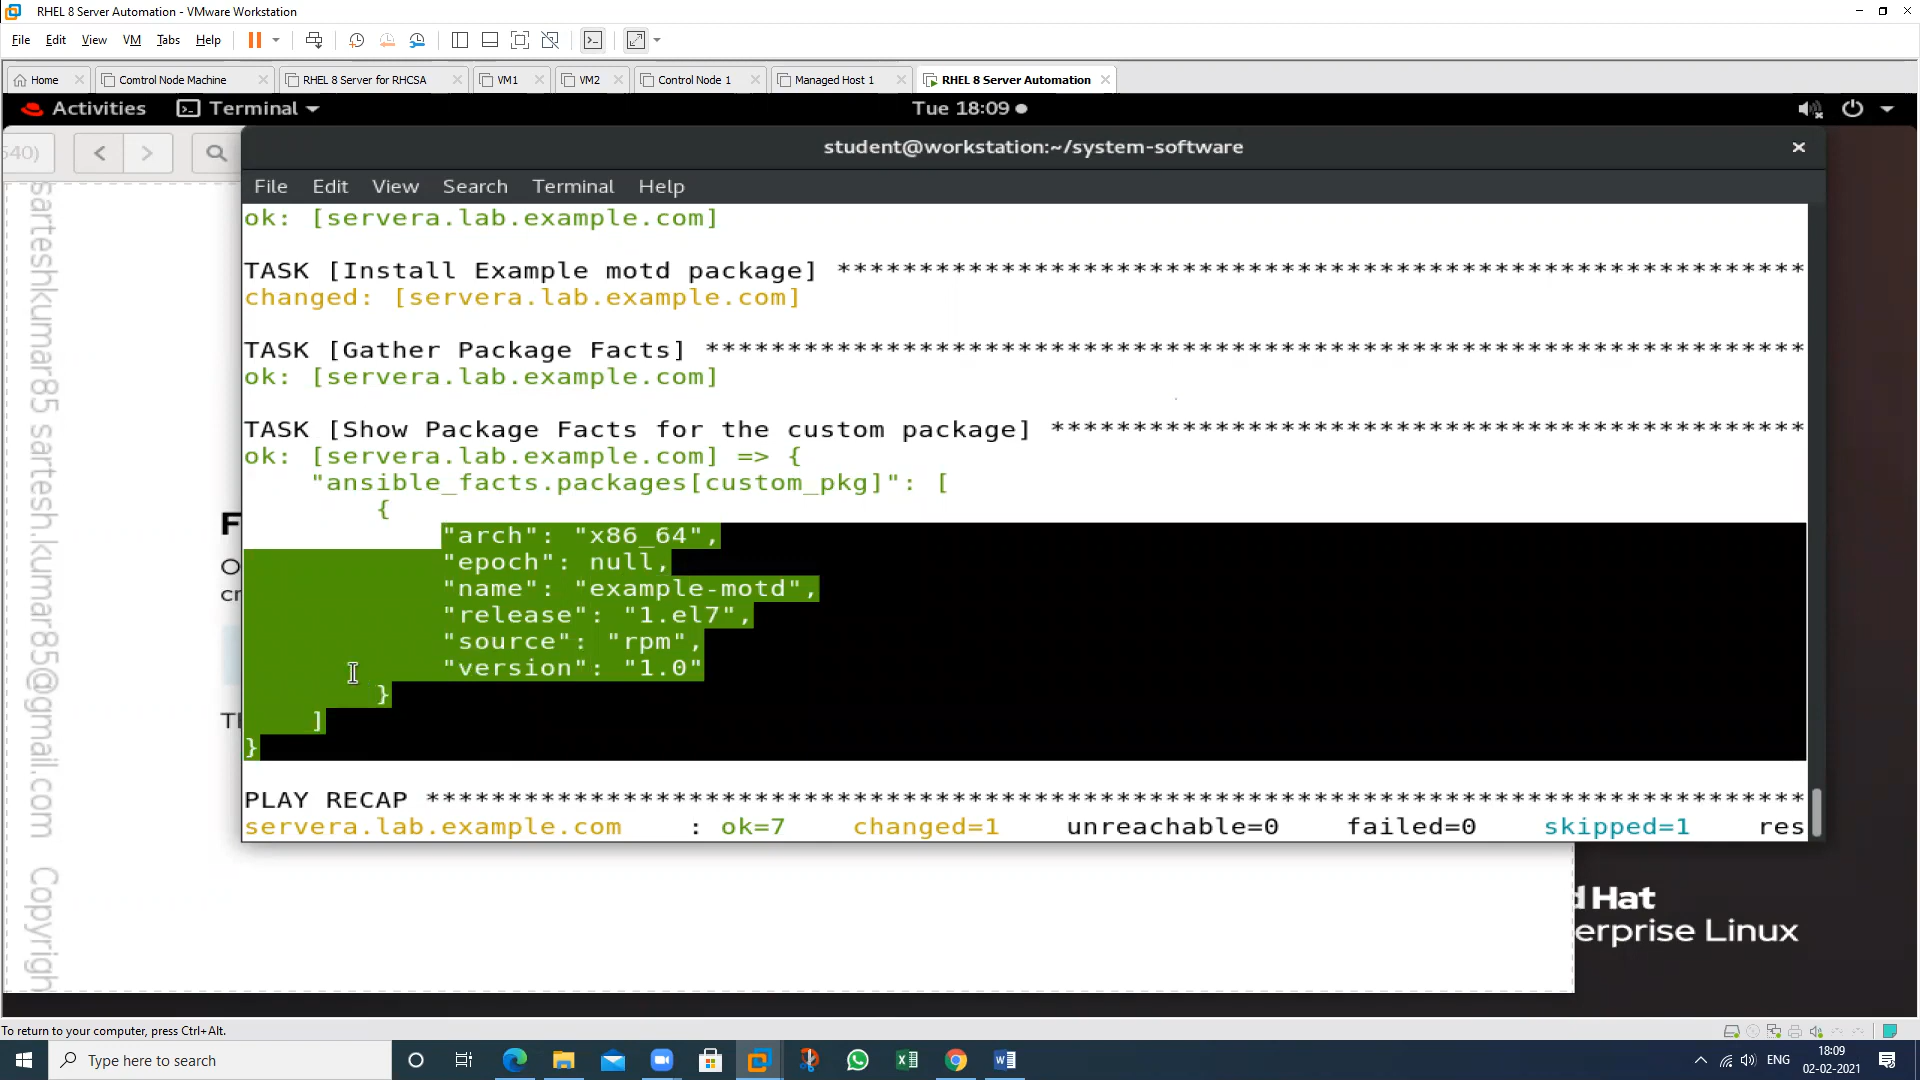 RHEL 8 Server Automation - VMware Workstation
File Edit View VM Tabs Help
Home Comtrol Node Machine RHEL 8 Server for RHCSA VM1 VM2 Control Node 1 Managed Host 1 RHEL 8 Server Automation
Activities Terminal Tue 18:09
540)
student@workstation:~/system-software
File Edit View Search Terminal Help
ok: [servera.lab.example.com]
TASK [Install Example motd package] ***********************************************************
changed: [servera.lab.example.com]
TASK [Gather Package Facts] *******************************************************************
ok: [servera.lab.example.com]
TASK [Show Package Facts for the custom package] **********************************************
ok: [servera.lab.example.com] => {
"ansible_facts.packages[custom_pkg]": [
{
"arch": "x86_64",
"epoch": null,
"name": "example-motd",
"release": "1.el7",
"source": "rpm",
"version": "1.0"
}
]
}
PLAY RECAP ************************************************************************************
servera.lab.example.com : ok=7 changed=1 unreachable=0 failed=0 skipped=1 res
sarteshkumar85 sartesh.kumar85@gmail.com Copyrigh
F
O
cr
Th
d Hat
erprise Linux
To return to your computer, press Ctrl+Alt.
Type here to search
ENG
18:09
02-02-2021